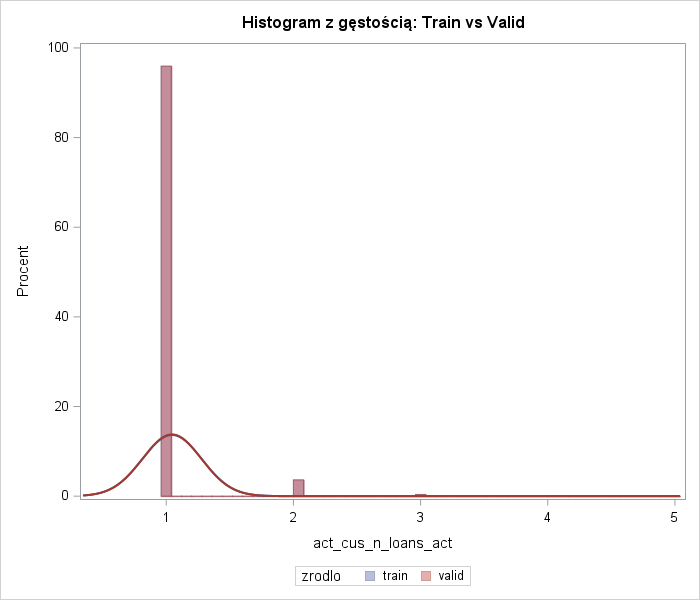 Histogram z gęstością: Train vs Valid
100
80
60
40
20
0
Procent
1 2 3 4 5
act_cus_n_loans_act
zrodlo train valid